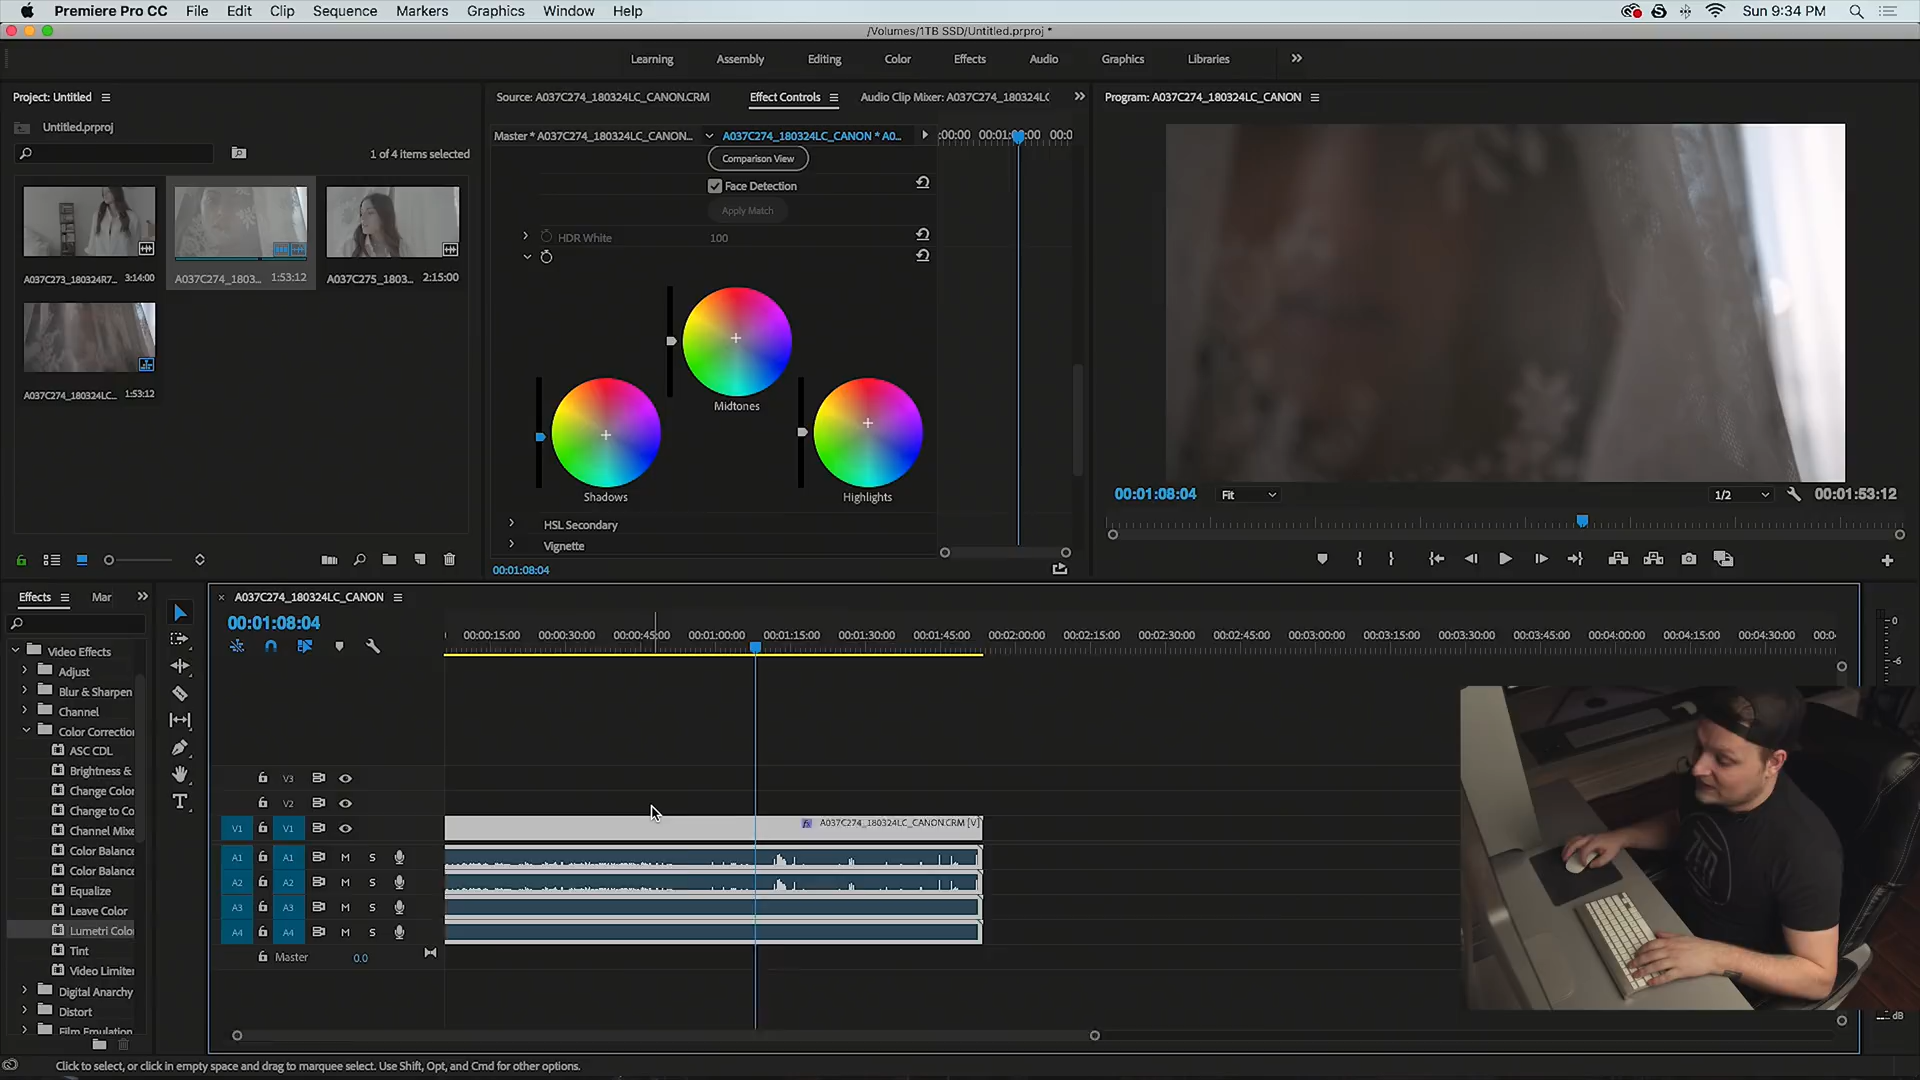 Premiere Pro CC File Edit Clip Sequence Markers Graphics Window Help
Sun 9:34 PM
/Volumes/1TB SSD/Untitled.prproj *
Learning Assembly Editing Color Effects Audio Graphics Libraries
Project: Untitled
Untitled.prproj
1 of 4 items selected
A037C273_180324R7... 3:14:00
A037C274_1803... 1:53:12
A037C275_1803... 2:15:00
A037C274_180324LC... 1:53:12
Source: A037C274_180324LC_CANON.CRM
Effect Controls
Audio Clip Mixer: A037C274_180324LC
Master * A037C274_180324LC_CANON...
A037C274_180324LC_CANON * A0...
:00:00 00:01: :00 00:0
Comparison View
Face Detection
Apply Match
HDR White 100
Midtones
Shadows
Highlights
HSL Secondary
Vignette
00:01:08:04
Program: A037C274_180324LC_CANON
00:01:08:04 Fit 1/2 00:01:53:12
Effects Mar
Video Effects
Adjust
Blur & Sharpen
Channel
Color Correction
ASC CDL
Brightness &
Change Color
Change to Co
Channel Mixe
Color Balance
Color Balance
Equalize
Leave Color
Lumetri Colo
Tint
Video Limiter
Digital Anarchy
Distort
Film Emulation
× A037C274_180324LC_CANON
00:01:08:04
00:00:15:00 00:00:30:00 00:00:45:00 00:01:00:00 00:01:15:00 00:01:30:00 00:01:45:00 00:02:00:00 00:02:15:00 00:02:30:00 00:02:45:00 00:03:00:00 00:03:15:00 00:03:30:00 00:03:45:00 00:04:00:00 00:04:15:00 00:04:30:00 00:0
V3
V2
V1 V1
fx A037C274_180324LC_CANON.CRM [V]
A1 A1 M S
A2 A2 M S
A3 A3 M S
A4 A4 M S
Master 0.0
0
-6
dB
Click to select, or click in empty space and drag to marquee select. Use Shift, Opt, and Cmd for other options.